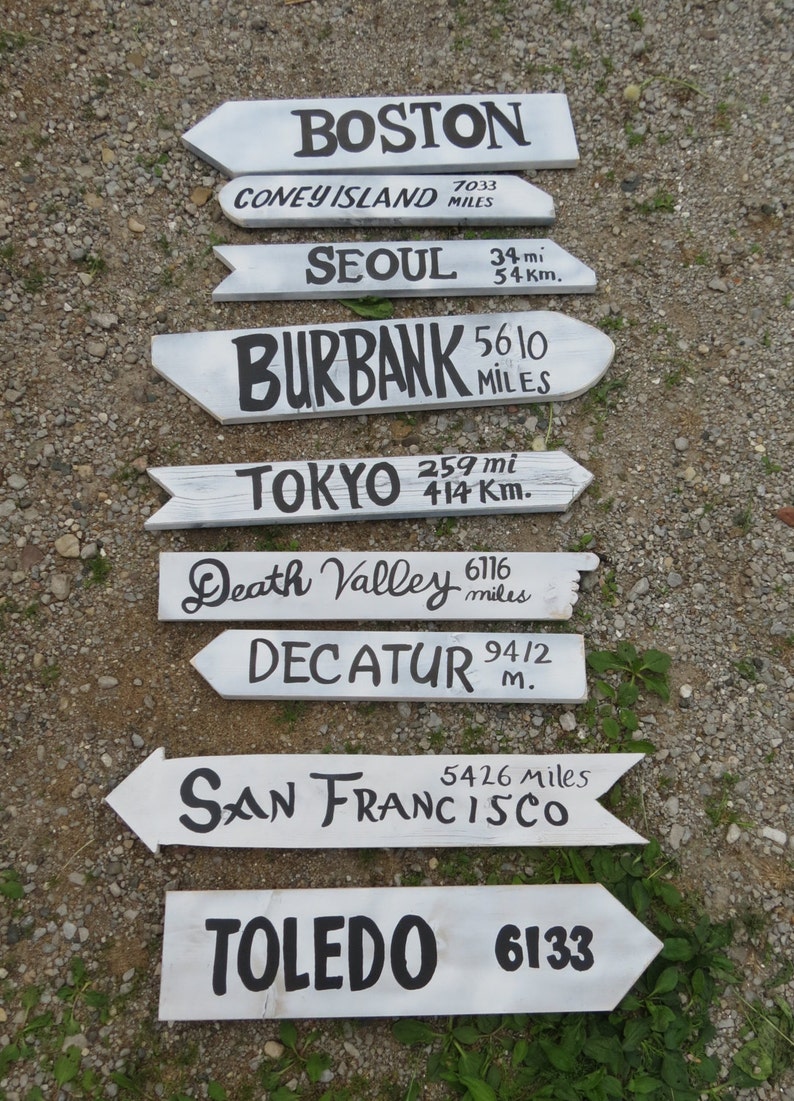 BOSTON
CONEY ISLAND 7033
MILES
SEOUL 34 mi
54 Km.
BURBANK 5610
MILES
TOKYO 259 mi
414 Km.
Death Valley 6116
miles
DECATUR 9412
M.
5426 MILES
SAN FRANCISCO
TOLEDO 6133